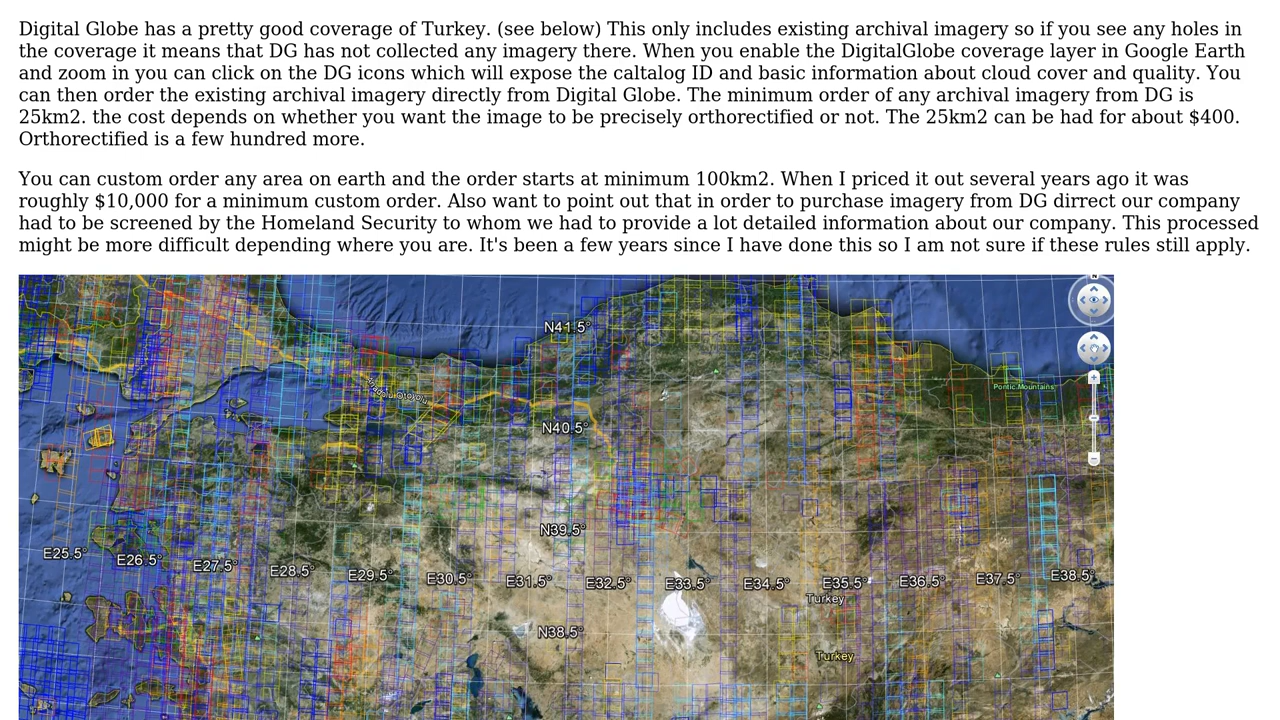 Digital Globe has a pretty good coverage of Turkey. (see below) This only includes existing archival imagery so if you see any holes in
the coverage it means that DG has not collected any imagery there. When you enable the DigitalGlobe coverage layer in Google Earth
and zoom in you can click on the DG icons which will expose the caltalog ID and basic information about cloud cover and quality. You
can then order the existing archival imagery directly from Digital Globe. The minimum order of any archival imagery from DG is
25km2. the cost depends on whether you want the image to be precisely orthorectified or not. The 25km2 can be had for about $400.
Orthorectified is a few hundred more.
You can custom order any area on earth and the order starts at minimum 100km2. When I priced it out several years ago it was
roughly $10,000 for a minimum custom order. Also want to point out that in order to purchase imagery from DG dirrect our company
had to be screened by the Homeland Security to whom we had to provide a lot detailed information about our company. This processed
might be more difficult depending where you are. It's been a few years since I have done this so I am not sure if these rules still apply.
N
N41.5°
Pontic Mountains
N40.5°
N39.5°
E25.5° E26.5° E27.5° E28.5° E29.5° E30.5° E31.5° E32.5° E33.5° E34.5° E35.5° E36.5° E37.5° E38.5°
Turkey
N38.5°
Turkey